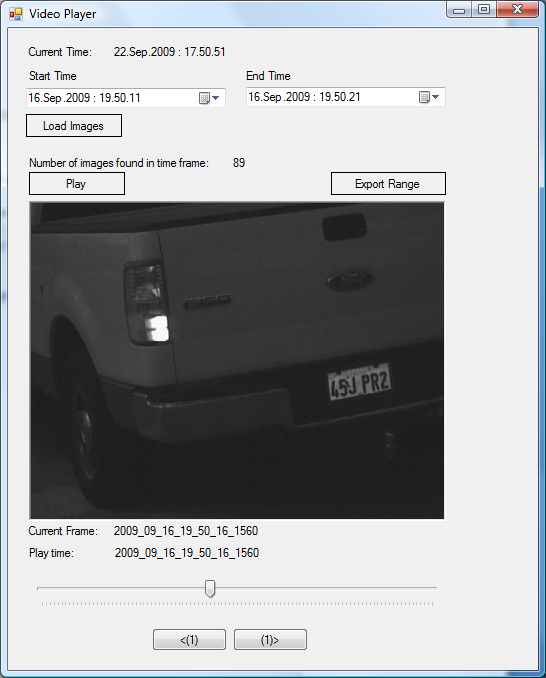 Video Player
Current Time: 22.Sep.2009 : 17.50.51
Start Time End Time
16.Sep.2009 : 19.50.11 16.Sep.2009 : 19.50.21
Load Images
Number of images found in time frame: 89
Play Export Range
F150
Ford
45J PR2
Current Frame: 2009_09_16_19_50_16_1560
Play time: 2009_09_16_19_50_16_1560
<(1) (1)>